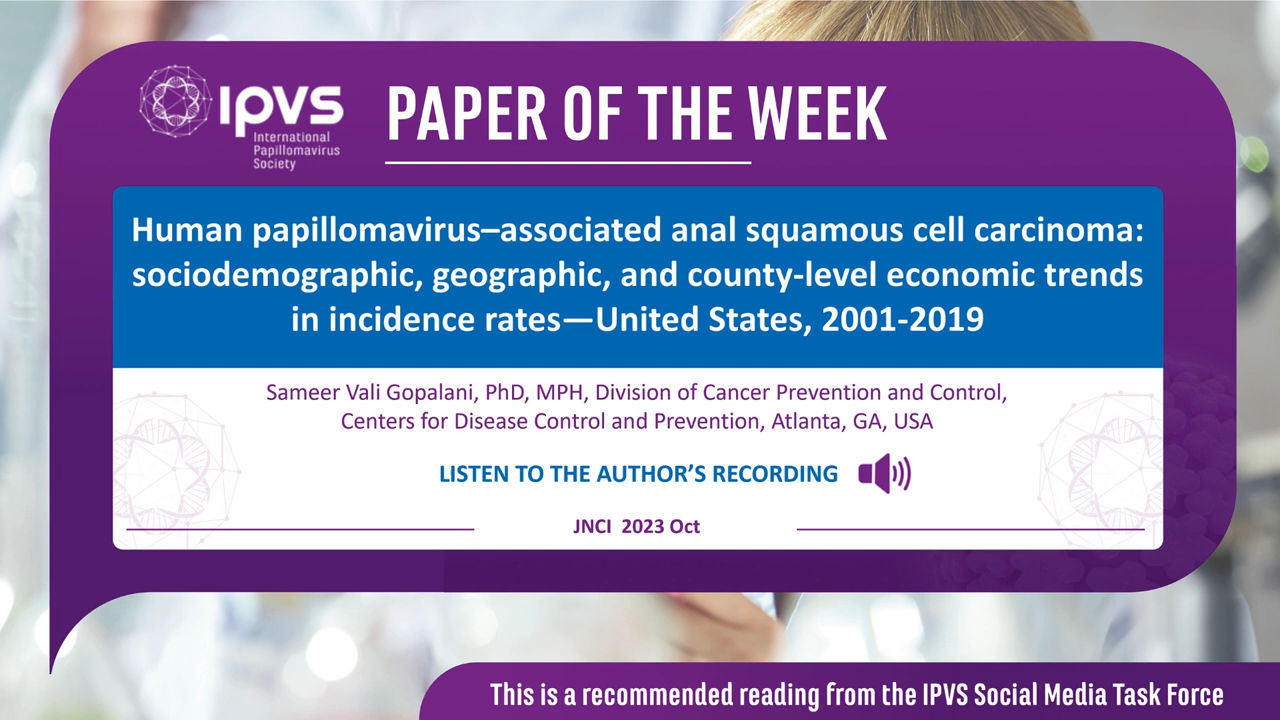 IPVS
International
Papillomavirus
Society
PAPER OF THE WEEK
Human papillomavirus–associated anal squamous cell carcinoma:
sociodemographic, geographic, and county-level economic trends
in incidence rates—United States, 2001-2019
Sameer Vali Gopalani, PhD, MPH, Division of Cancer Prevention and Control,
Centers for Disease Control and Prevention, Atlanta, GA, USA
LISTEN TO THE AUTHOR’S RECORDING
JNCI 2023 Oct
This is a recommended reading from the IPVS Social Media Task Force